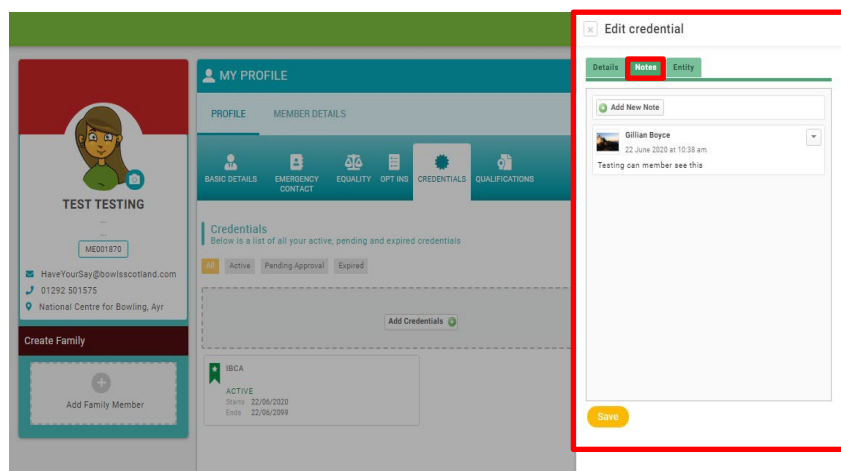 MY PROFILE
PROFILE MEMBER DETAILS
BASIC DETAILS EMERGENCY CONTACT EQUALITY OPT INS CREDENTIALS QUALIFICATIONS
TEST TESTING
ME001870
HaveYourSay@bowlsscotland.com
01292 501575
National Centre for Bowling, Ayr
Create Family
Add Family Member
Credentials
Below is a list of all your active, pending and expired credentials
All Active Pending Approval Expired
Add Credentials
IBCA
ACTIVE
Starts 22/06/2020
Ends 22/06/2099
Edit credential
Details Notes Entity
Add New Note
Gillian Boyce
22 June 2020 at 10:38 am
Testing can member see this
Save